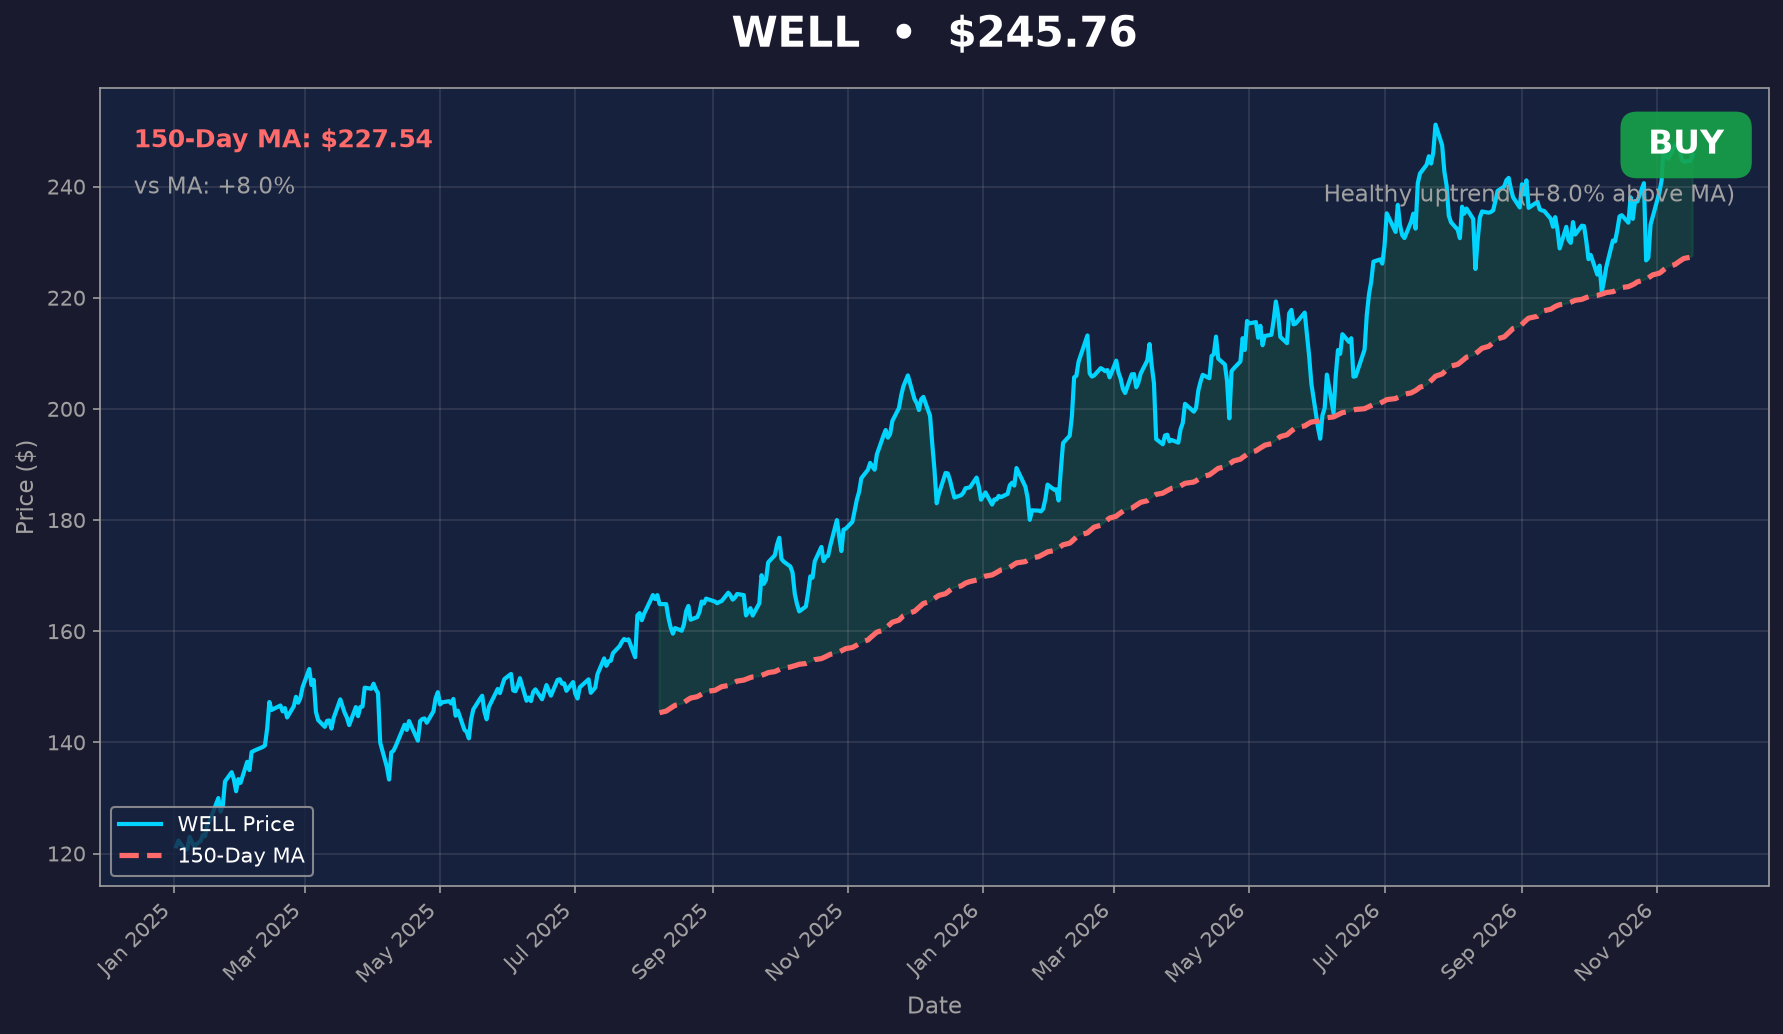 WELL • $245.76
150-Day MA: $227.54
vs MA: +8.0%
BUY
Healthy uptrend (+8.0% above MA)
Price ($)
240
220
200
180
160
140
120
WELL Price
150-Day MA
Jan 2025
Mar 2025
May 2025
Jul 2025
Sep 2025
Nov 2025
Jan 2026
Mar 2026
May 2026
Jul 2026
Sep 2026
Nov 2026
Date